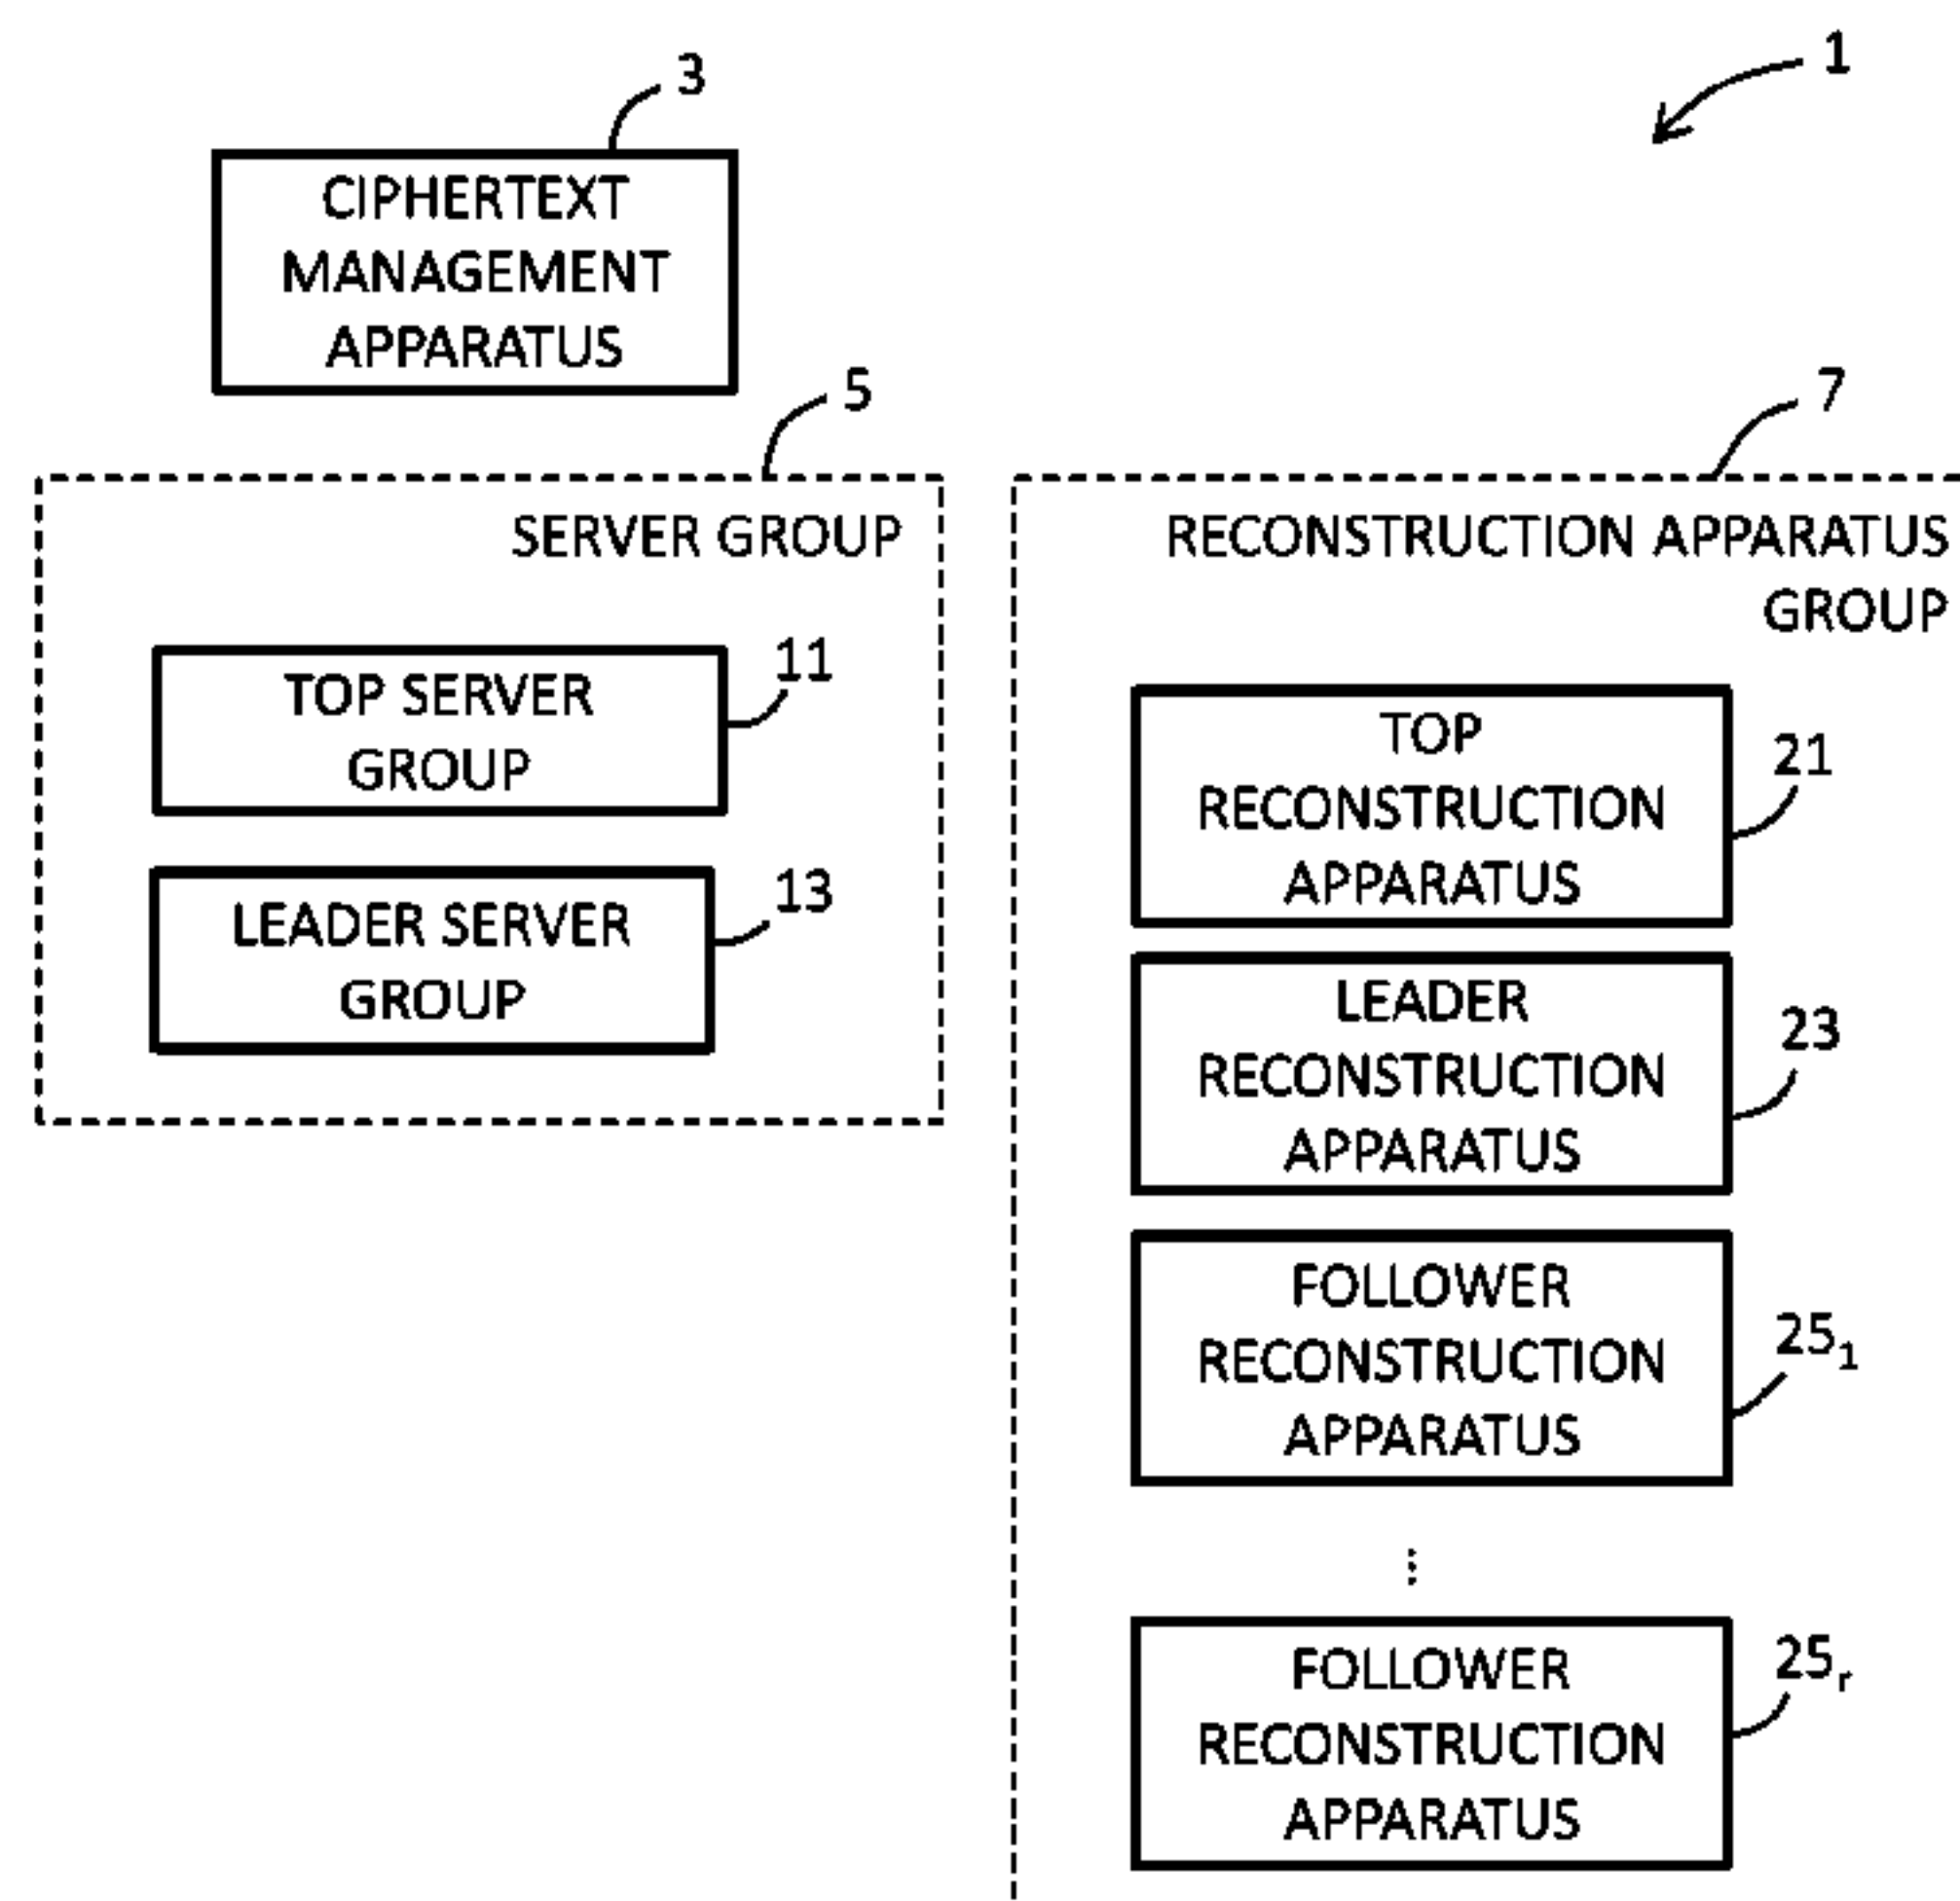 1
3
CIPHERTEXT
MANAGEMENT
APPARATUS
5
SERVER GROUP
11
TOP SERVER
GROUP
13
LEADER SERVER
GROUP
7
RECONSTRUCTION APPARATUS
GROUP
TOP
RECONSTRUCTION
APPARATUS
21
LEADER
RECONSTRUCTION
APPARATUS
23
FOLLOWER
RECONSTRUCTION
APPARATUS
25₁
⋮
FOLLOWER
RECONSTRUCTION
APPARATUS
25ᵣ